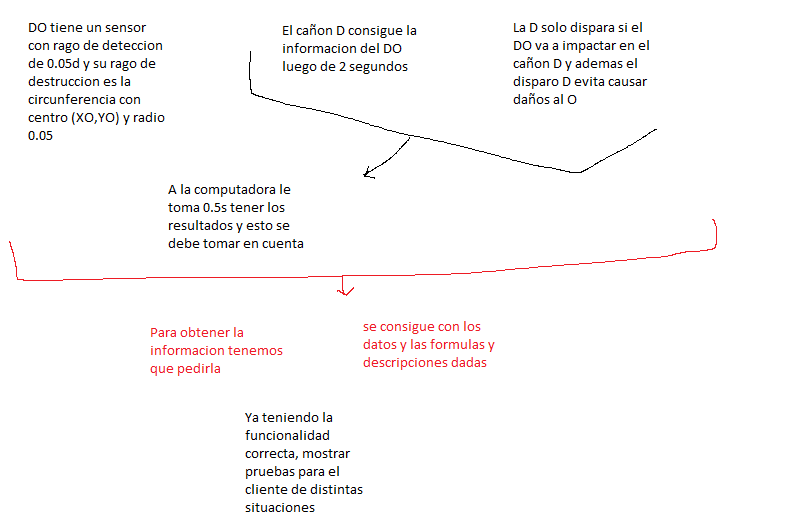 DO tiene un sensor
con rago de deteccion
de 0.05d y su rago de
destruccion es la
circunferencia con
centro (XO,YO) y radio
0.05
El cañon D consigue la
informacion del DO
luego de 2 segundos
La D solo dispara si el
DO va a impactar en el
cañon D y ademas el
disparo D evita causar
daños al O
A la computadora le
toma 0.5s tener los
resultados y esto se
debe tomar en cuenta
Para obtener la
informacion tenemos
que pedirla
se consigue con los
datos y las formulas y
descripciones dadas
Ya teniendo la
funcionalidad
correcta, mostrar
pruebas para el
cliente de distintas
situaciones